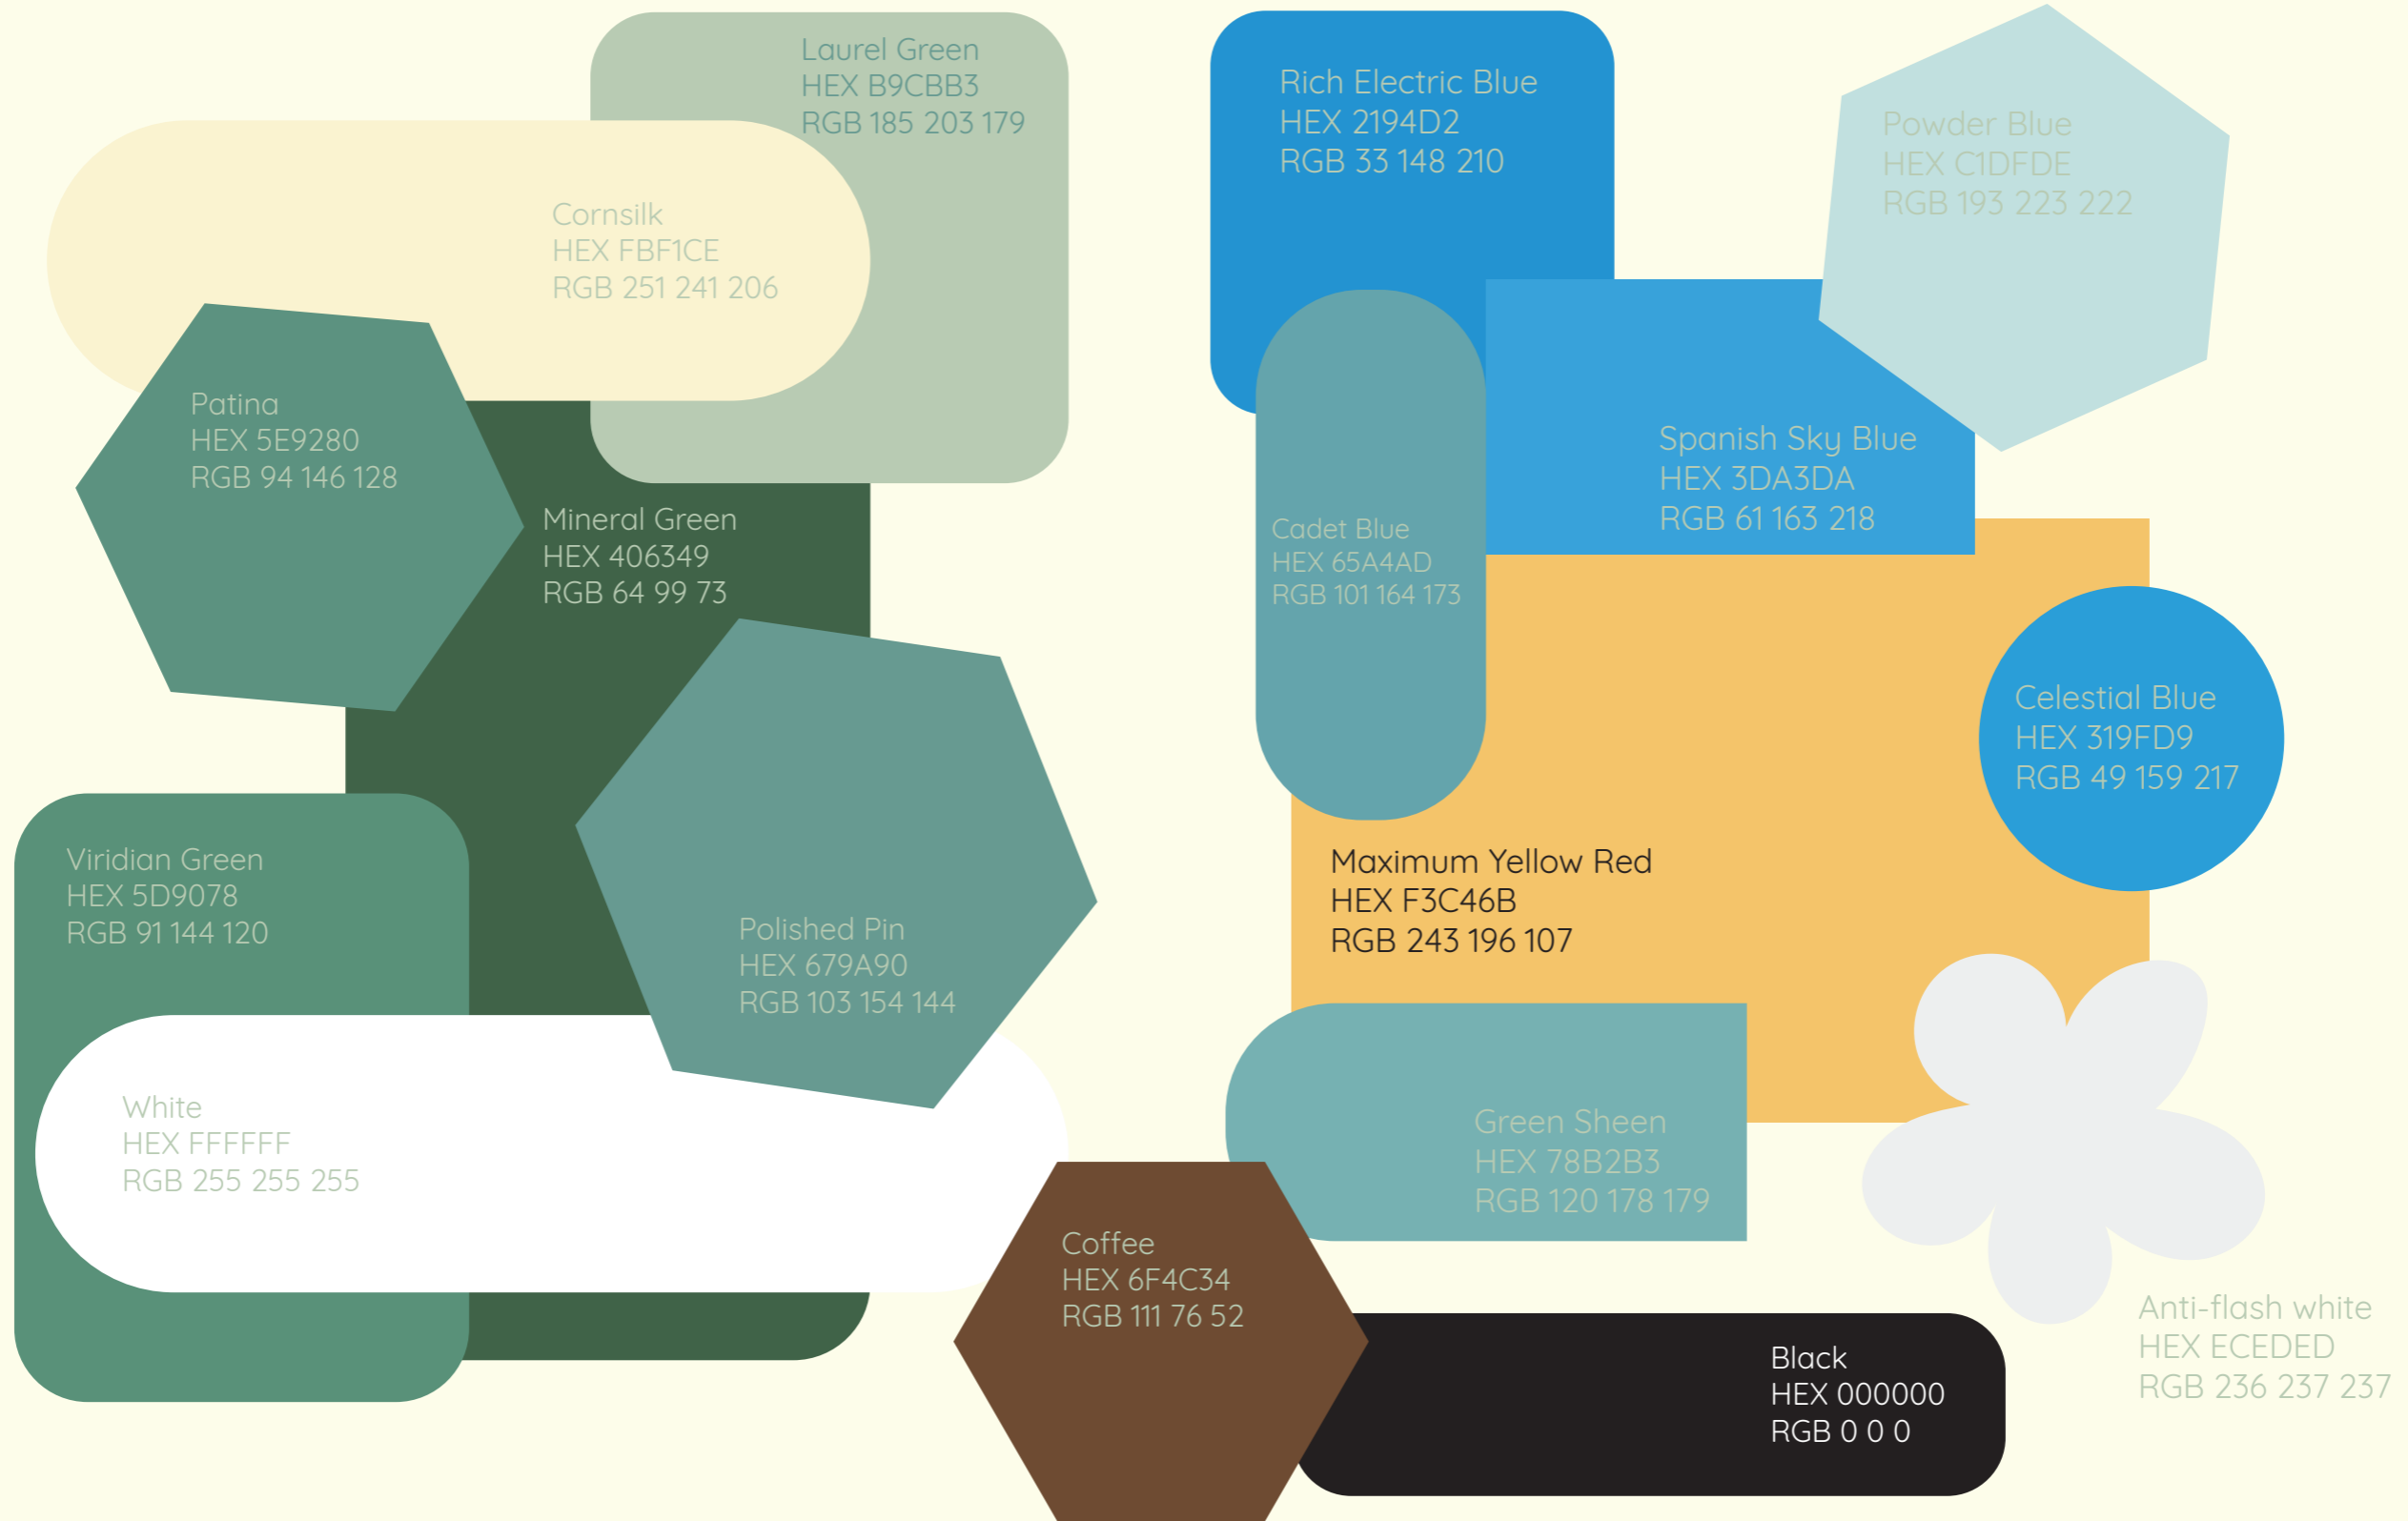 Laurel Green
HEX B9CBB3
RGB 185 203 179
Cornsilk
HEX FBF1CE
RGB 251 241 206
Patina
HEX 5E9280
RGB 94 146 128
Mineral Green
HEX 406349
RGB 64 99 73
Viridian Green
HEX 5D9078
RGB 91 144 120
Polished Pin
HEX 679A90
RGB 103 154 144
White
HEX FFFFFF
RGB 255 255 255
Coffee
HEX 6F4C34
RGB 111 76 52
Rich Electric Blue
HEX 2194D2
RGB 33 148 210
Powder Blue
HEX C1DFDE
RGB 193 223 222
Spanish Sky Blue
HEX 3DA3DA
RGB 61 163 218
Cadet Blue
HEX 65A4AD
RGB 101 164 173
Celestial Blue
HEX 319FD9
RGB 49 159 217
Maximum Yellow Red
HEX F3C46B
RGB 243 196 107
Green Sheen
HEX 78B2B3
RGB 120 178 179
Anti-flash white
HEX ECEDED
RGB 236 237 237
Black
HEX 000000
RGB 0 0 0